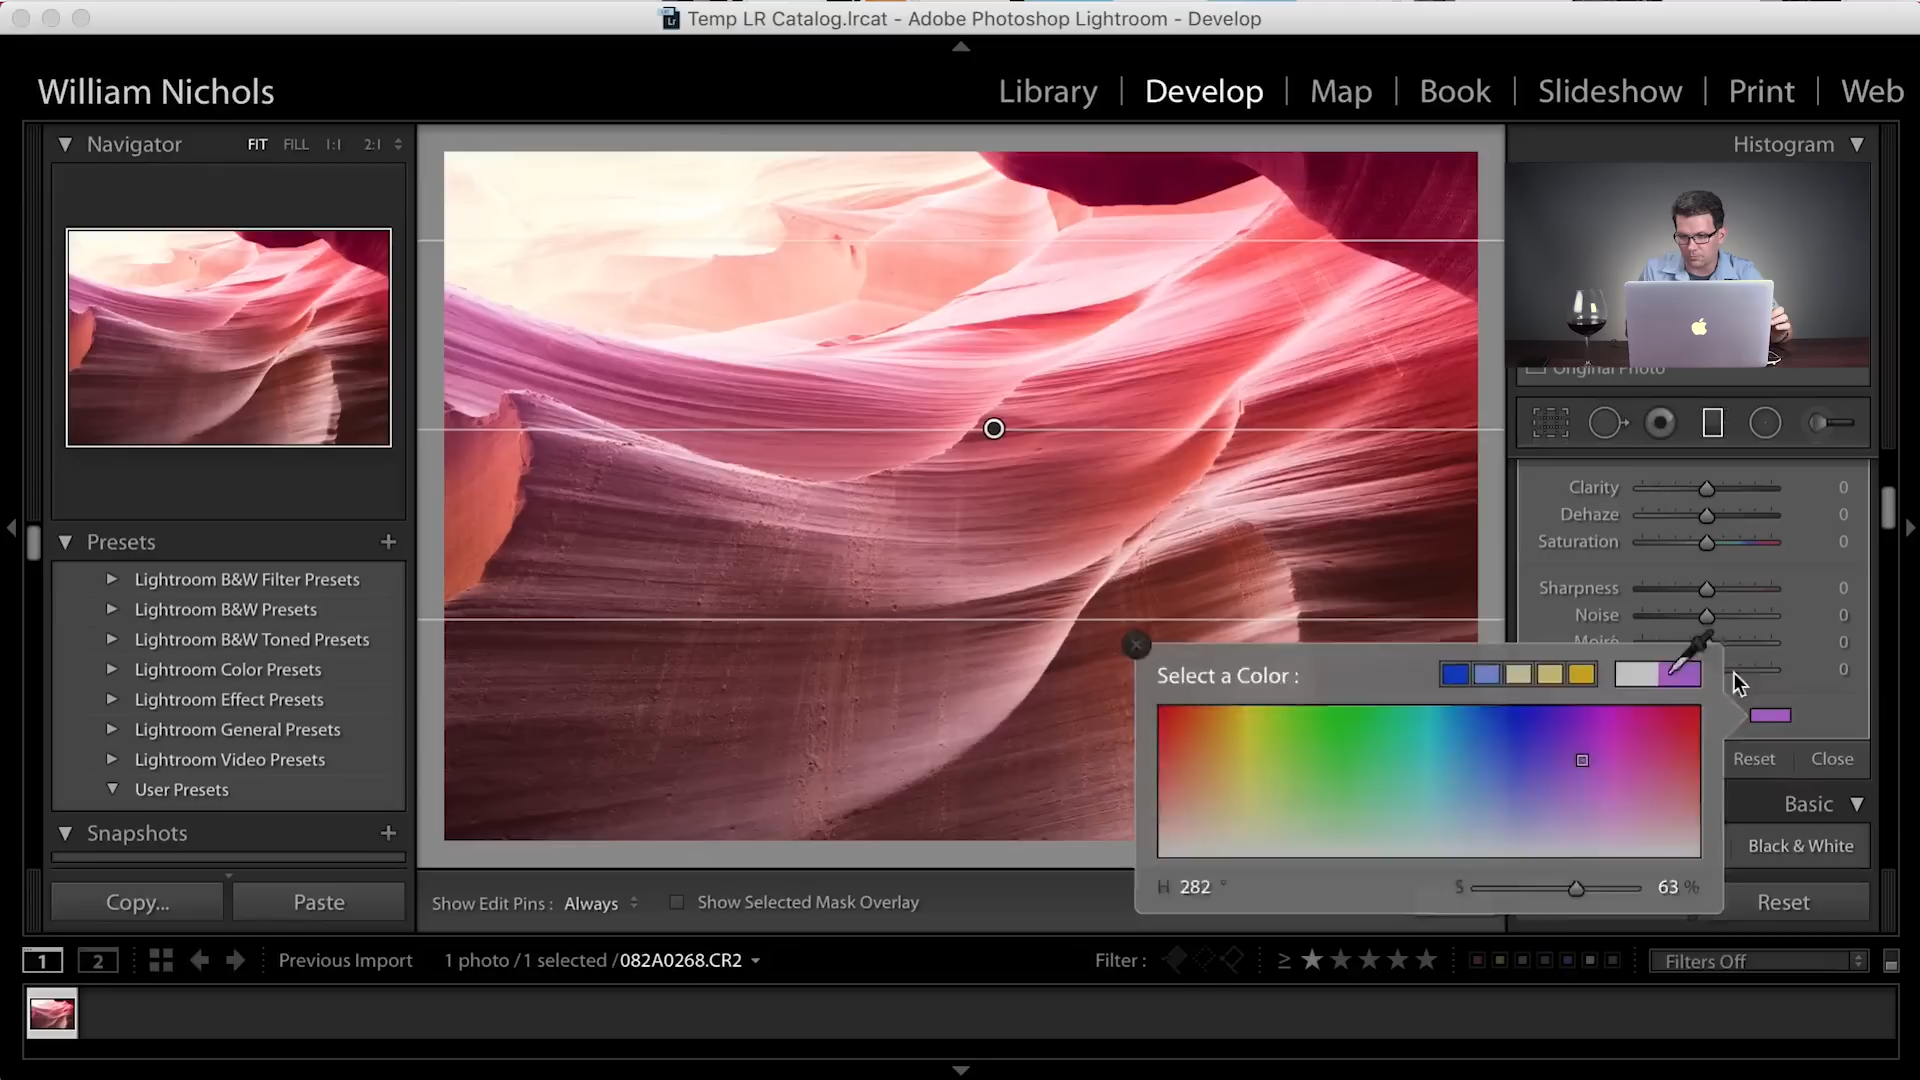 Temp LR Catalog.lrcat - Adobe Photoshop Lightroom - Develop
William Nichols
Library | Develop | Map | Book | Slideshow | Print | Web
Navigator FIT FILL 1:1 2:1
Histogram
Original Photo
Clarity 0
Dehaze 0
Saturation 0
Sharpness 0
Noise 0
Moiré 0
0
Presets +
Lightroom B&W Filter Presets
Lightroom B&W Presets
Lightroom B&W Toned Presets
Lightroom Color Presets
Lightroom Effect Presets
Lightroom General Presets
Lightroom Video Presets
User Presets
Snapshots +
Select a Color :
H 282 ° S 63 %
Reset Close
Basic
Black & White
Copy... Paste
Show Edit Pins : Always Show Selected Mask Overlay
Reset
1 2 Previous Import 1 photo / 1 selected / 082A0268.CR2
Filter : ≥ Filters Off